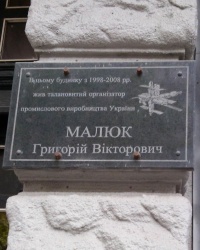 В цьому будинку з 1998-2008 рр.
жив талановитий організатор
промислового виробництва України
МАЛЮК
Григорій Вікторович